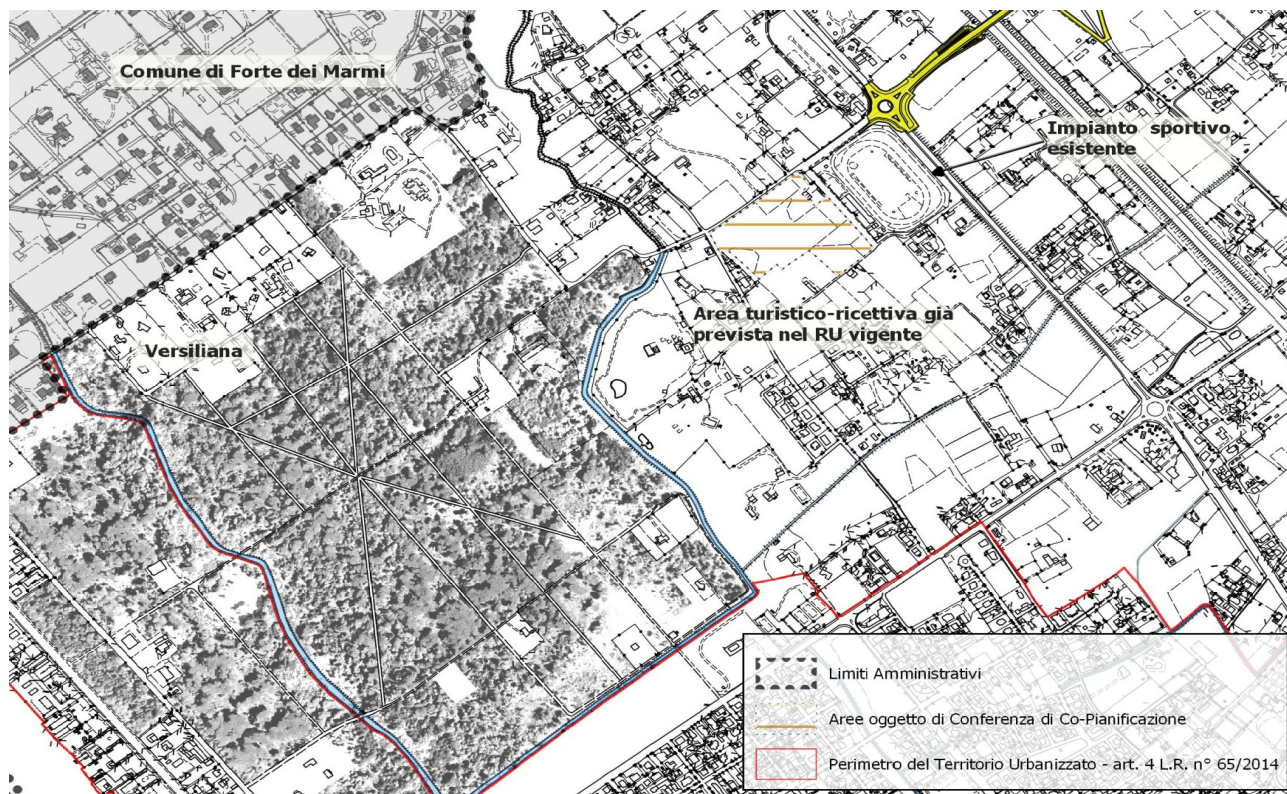 Comune di Forte dei Marmi
Impianto sportivo
esistente
Area turistico-ricettiva già
prevista nel RU vigente
Versiliana
Limiti Amministrativi
Aree oggetto di Conferenza di Co-Pianificazione
Perimetro del Territorio Urbanizzato - art. 4 L.R. n° 65/2014